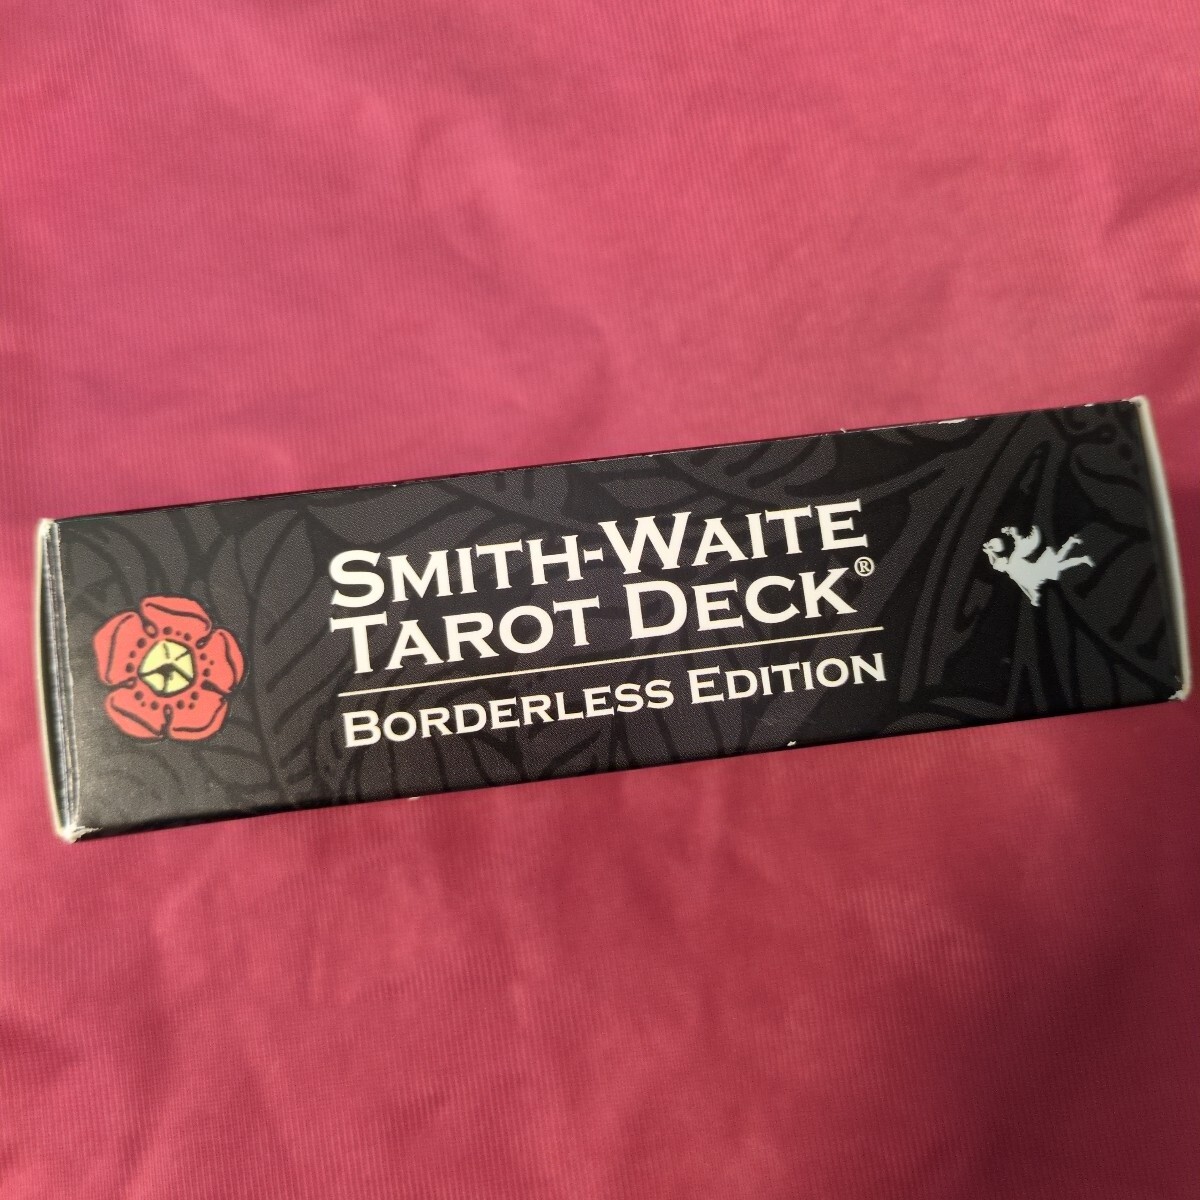 SMITH-WAITE
TAROT DECK®
BORDERLESS EDITION